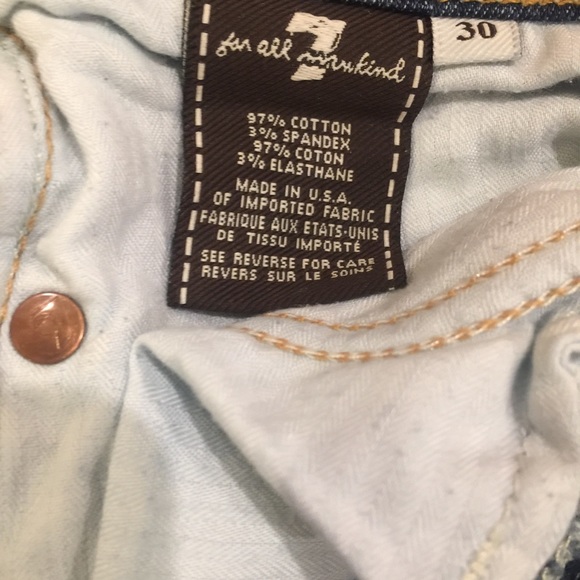 7
for all mankind
30
97% COTTON
3% SPANDEX
97% COTON
3% ELASTHANE
MADE IN U.S.A.
OF IMPORTED FABRIC
FABRIQUE AUX ETATS-UNIS
DE TISSU IMPORTÉ
SEE REVERSE FOR CARE
REVERS SUR LE SOINS